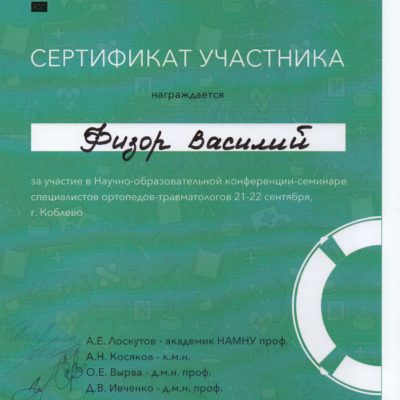 2018
СЕРТИФИКАТ УЧАСТНИКА
награждается
Физор Василий
за участие в Научно-образовательной конференции-семинаре
специалистов ортопедов-травматологов 21-22 сентября,
г. Коблево
А.Е. Лоскутов - академик НАМНУ проф.
А.Н. Косяков - к.м.н.
О.Е. Вырва - д.м.н. проф.
Д.В. Ивченко - д.м.н. проф.